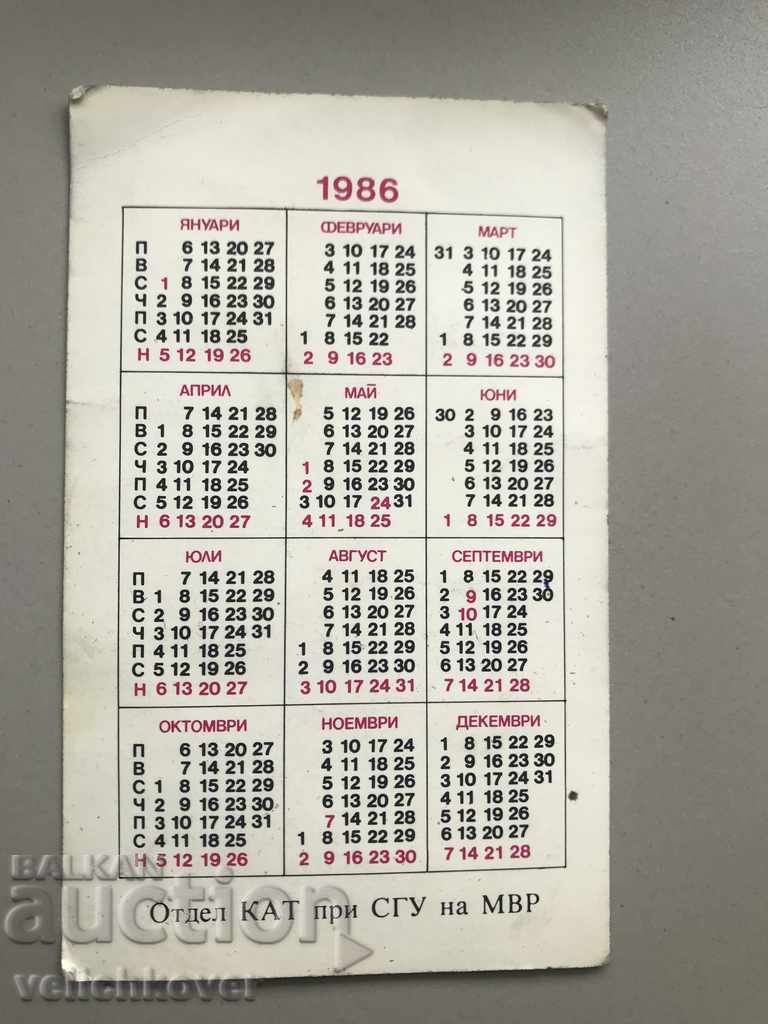 1986
ЯНУАРИ
П 6 13 20 27
В 7 14 21 28
С 1 8 15 22 29
Ч 2 9 16 23 30
П 3 10 17 24 31
С 4 11 18 25
Н 5 12 19 26
ФЕВРУАРИ
3 10 17 24
4 11 18 25
5 12 19 26
6 13 20 27
7 14 21 28
1 8 15 22
2 9 16 23
МАРТ
31 3 10 17 24
4 11 18 25
5 12 19 26
6 13 20 27
7 14 21 28
1 8 15 22 29
2 9 16 23 30
АПРИЛ
П 7 14 21 28
В 1 8 15 22 29
С 2 9 16 23 30
Ч 3 10 17 24
П 4 11 18 25
С 5 12 19 26
Н 6 13 20 27
МАЙ
5 12 19 26
6 13 20 27
7 14 21 28
1 8 15 22 29
2 9 16 23 30
3 10 17 24 31
4 11 18 25
ЮНИ
30 2 9 16 23
3 10 17 24
4 11 18 25
5 12 19 26
6 13 20 27
7 14 21 28
1 8 15 22 29
ЮЛИ
П 7 14 21 28
В 1 8 15 22 29
С 2 9 16 23 30
Ч 3 10 17 24 31
П 4 11 18 25
С 5 12 19 26
Н 6 13 20 27
АВГУСТ
4 11 18 25
5 12 19 26
6 13 20 27
7 14 21 28
1 8 15 22 29
2 9 16 23 30
3 10 17 24 31
СЕПТЕМВРИ
1 8 15 22 29
2 9 16 23 30
3 10 17 24
4 11 18 25
5 12 19 26
6 13 20 27
7 14 21 28
ОКТОМВРИ
П 6 13 20 27
В 7 14 21 28
С 1 8 15 22 29
Ч 2 9 16 23 30
П 3 10 17 24 31
С 4 11 18 25
Н 5 12 19 26
НОЕМВРИ
3 10 17 24
4 11 18 25
5 12 19 26
6 13 20 27
7 14 21 28
1 8 15 22 29
2 9 16 23 30
ДЕКЕМВРИ
1 8 15 22 29
2 9 16 23 30
3 10 17 24 31
4 11 18 25
5 12 19 26
6 13 20 27
7 14 21 28
Отдел КАТ при СГУ на МВР
BALKAN
auction
velichkover